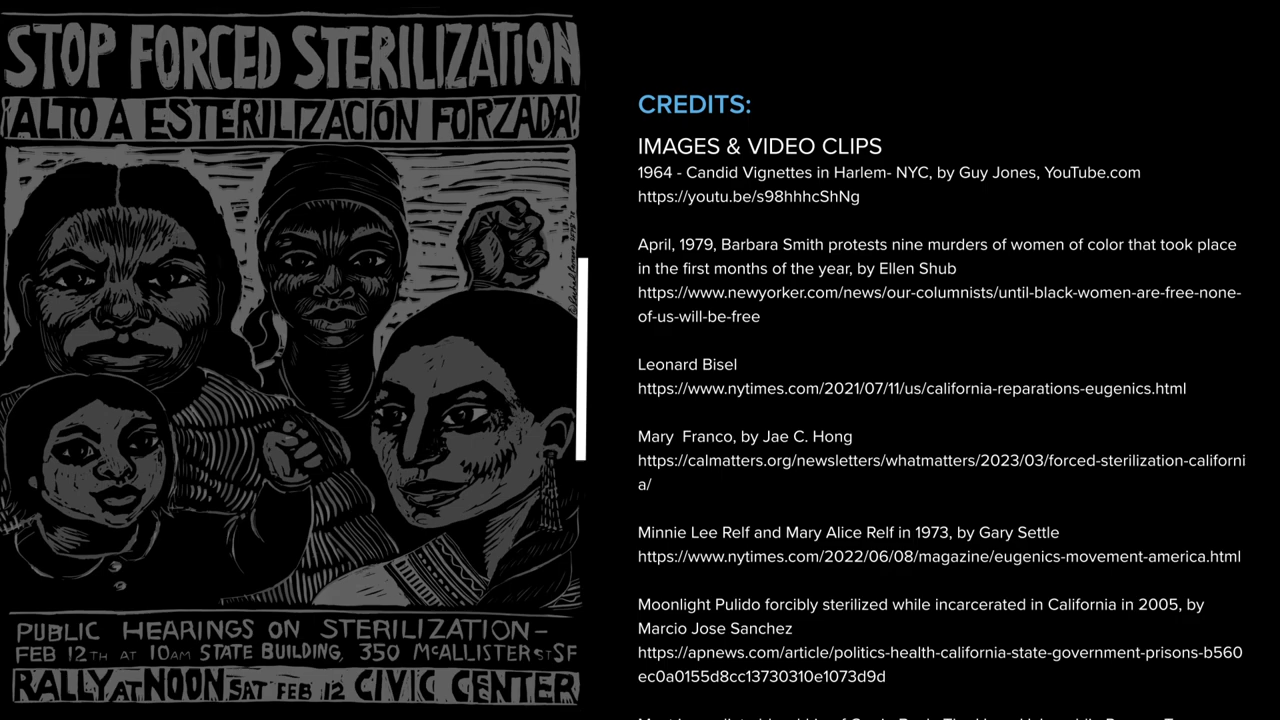 STOP FORCED STERILIZATION
¡ALTO A ESTERILIZACIÓN FORZADA!
PUBLIC HEARINGS ON STERILIZATION-
FEB 12TH AT 10AM STATE BUILDING, 350 McALLISTER ST SF
RALLY AT NOON SAT FEB 12 CIVIC CENTER
CREDITS:
IMAGES & VIDEO CLIPS
1964 - Candid Vignettes in Harlem- NYC, by Guy Jones, YouTube.com
https://youtu.be/s98hhhcShNg
April, 1979, Barbara Smith protests nine murders of women of color that took place
in the first months of the year, by Ellen Shub
https://www.newyorker.com/news/our-columnists/until-black-women-are-free-none-
of-us-will-be-free
Leonard Bisel
https://www.nytimes.com/2021/07/11/us/california-reparations-eugenics.html
Mary  Franco, by Jae C. Hong
https://calmatters.org/newsletters/whatmatters/2023/03/forced-sterilization-californi
a/
Minnie Lee Relf and Mary Alice Relf in 1973, by Gary Settle
https://www.nytimes.com/2022/06/08/magazine/eugenics-movement-america.html
Moonlight Pulido forcibly sterilized while incarcerated in California in 2005, by
Marcio Jose Sanchez
https://apnews.com/article/politics-health-california-state-government-prisons-b560
ec0a0155d8cc13730310e1073d9d